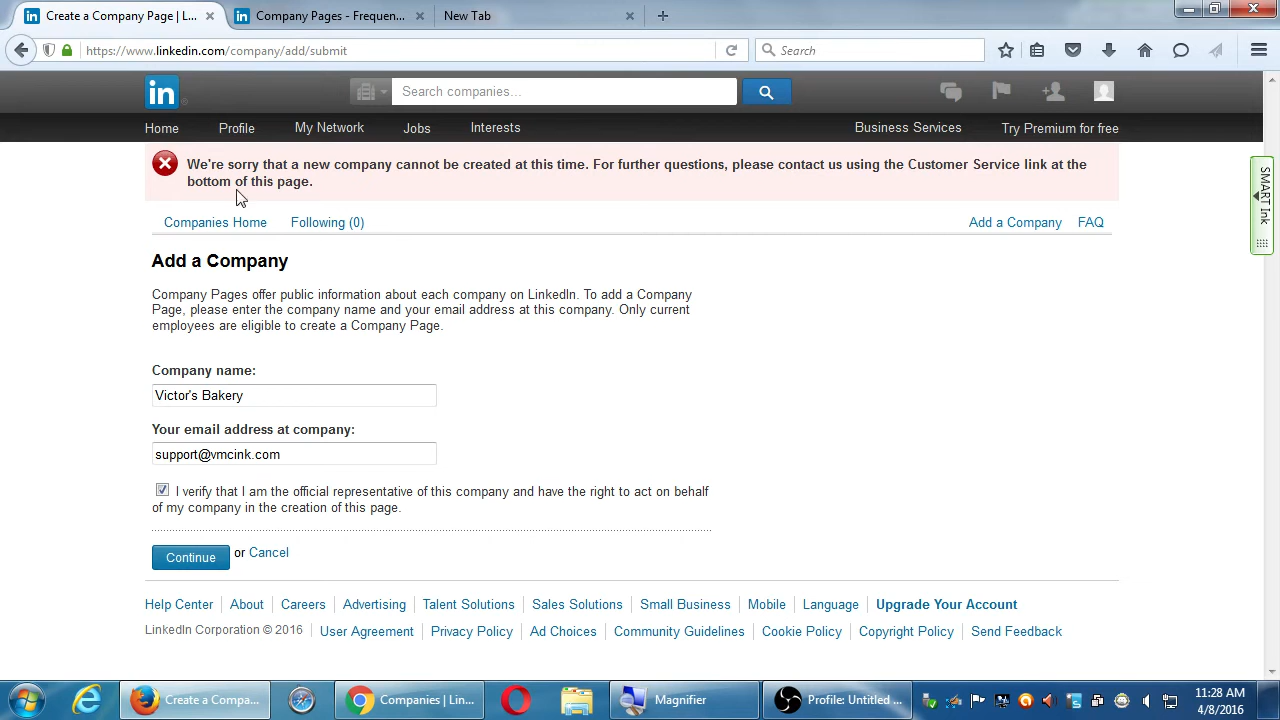 Create a Company Page | L...
Company Pages - Frequen...
New Tab
https://www.linkedin.com/company/add/submit
Search
in
Search companies...
Home
Profile
My Network
Jobs
Interests
Business Services
Try Premium for free
We're sorry that a new company cannot be created at this time. For further questions, please contact us using the Customer Service link at the
bottom of this page.
SMART Ink
Companies Home
Following (0)
Add a Company
FAQ
Add a Company
Company Pages offer public information about each company on LinkedIn. To add a Company
Page, please enter the company name and your email address at this company. Only current
employees are eligible to create a Company Page.
Company name:
Victor's Bakery
Your email address at company:
support@vmcink.com
I verify that I am the official representative of this company and have the right to act on behalf
of my company in the creation of this page.
Continue or Cancel
Help Center
About
Careers
Advertising
Talent Solutions
Sales Solutions
Small Business
Mobile
Language
Upgrade Your Account
LinkedIn Corporation © 2016
User Agreement
Privacy Policy
Ad Choices
Community Guidelines
Cookie Policy
Copyright Policy
Send Feedback
Create a Compa...
Companies | Lin...
Magnifier
Profile: Untitled ...
11:28 AM
4/8/2016